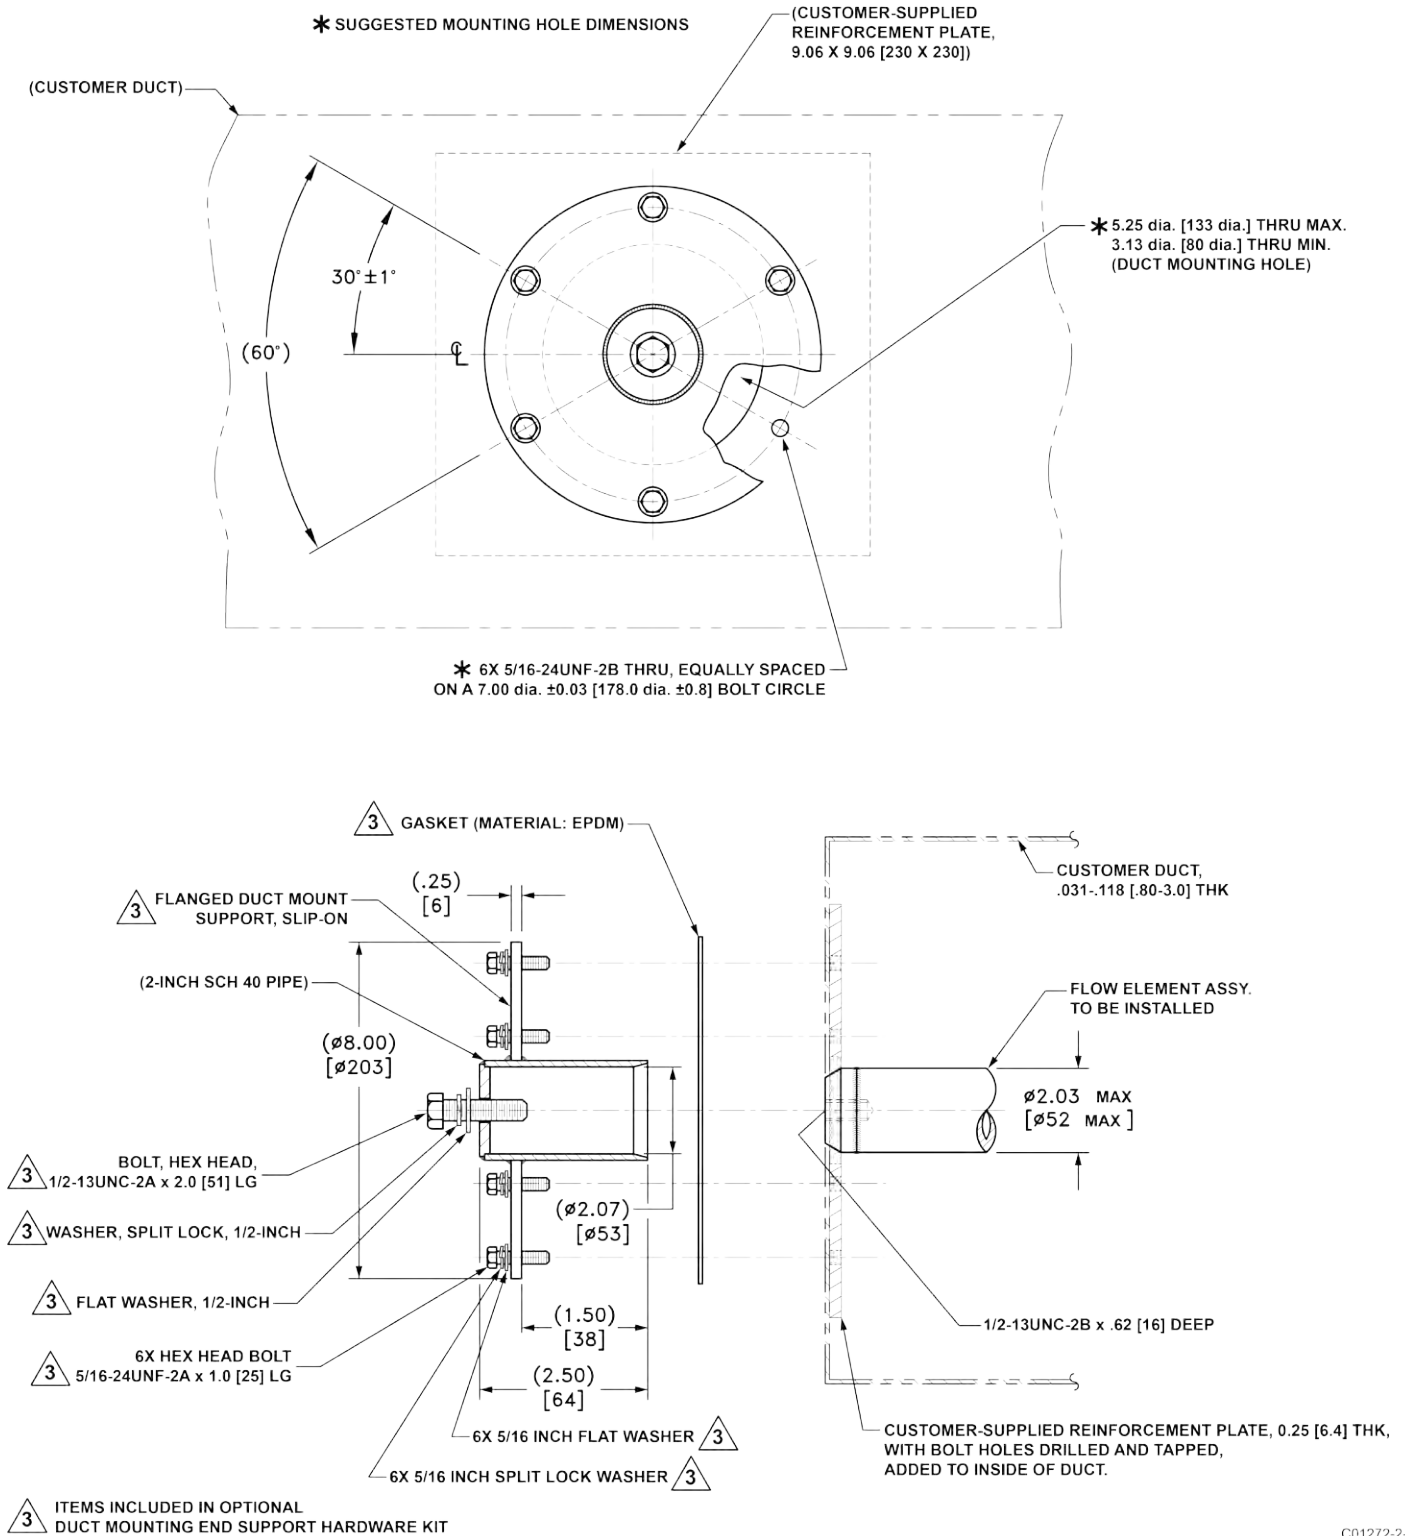 * SUGGESTED MOUNTING HOLE DIMENSIONS
(CUSTOMER-SUPPLIED
REINFORCEMENT PLATE,
9.06 X 9.06 [230 X 230])
(CUSTOMER DUCT)
* 5.25 dia. [133 dia.] THRU MAX.
3.13 dia. [80 dia.] THRU MIN.
(DUCT MOUNTING HOLE)
30°±1°
(60°)
℄
* 6X 5/16-24UNF-2B THRU, EQUALLY SPACED
ON A 7.00 dia. ±0.03 [178.0 dia. ±0.8] BOLT CIRCLE
3 GASKET (MATERIAL: EPDM)
CUSTOMER DUCT,
.031-.118 [.80-3.0] THK
(.25)
[6]
3 FLANGED DUCT MOUNT
SUPPORT, SLIP-ON
(2-INCH SCH 40 PIPE)
FLOW ELEMENT ASSY.
TO BE INSTALLED
(ø8.00)
[ø203]
ø2.03 MAX
[ø52 MAX ]
3 BOLT, HEX HEAD,
1/2-13UNC-2A x 2.0 [51] LG
(ø2.07)
[ø53]
3 WASHER, SPLIT LOCK, 1/2-INCH
3 FLAT WASHER, 1/2-INCH
(1.50)
[38]
1/2-13UNC-2B x .62 [16] DEEP
3 6X HEX HEAD BOLT
5/16-24UNF-2A x 1.0 [25] LG
(2.50)
[64]
6X 5/16 INCH FLAT WASHER 3
6X 5/16 INCH SPLIT LOCK WASHER 3
CUSTOMER-SUPPLIED REINFORCEMENT PLATE, 0.25 [6.4] THK,
WITH BOLT HOLES DRILLED AND TAPPED,
ADDED TO INSIDE OF DUCT.
3 ITEMS INCLUDED IN OPTIONAL
DUCT MOUNTING END SUPPORT HARDWARE KIT
C01272-2-